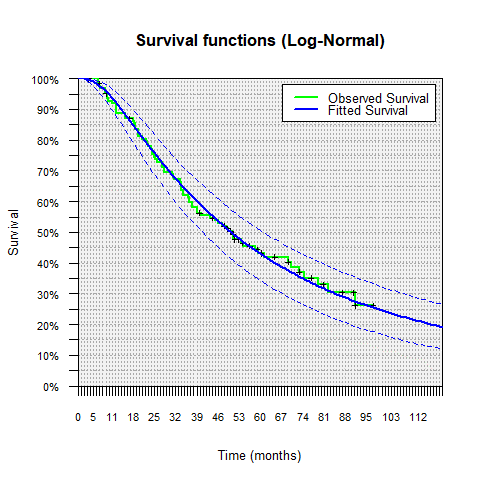 Survival functions (Log-Normal)
Observed Survival
Fitted Survival
100%
90%
80%
70%
60%
50%
40%
30%
20%
10%
0%
Survival
0 5 11 18 25 32 39 46 53 60 67 74 81 88 95 103 112
Time (months)